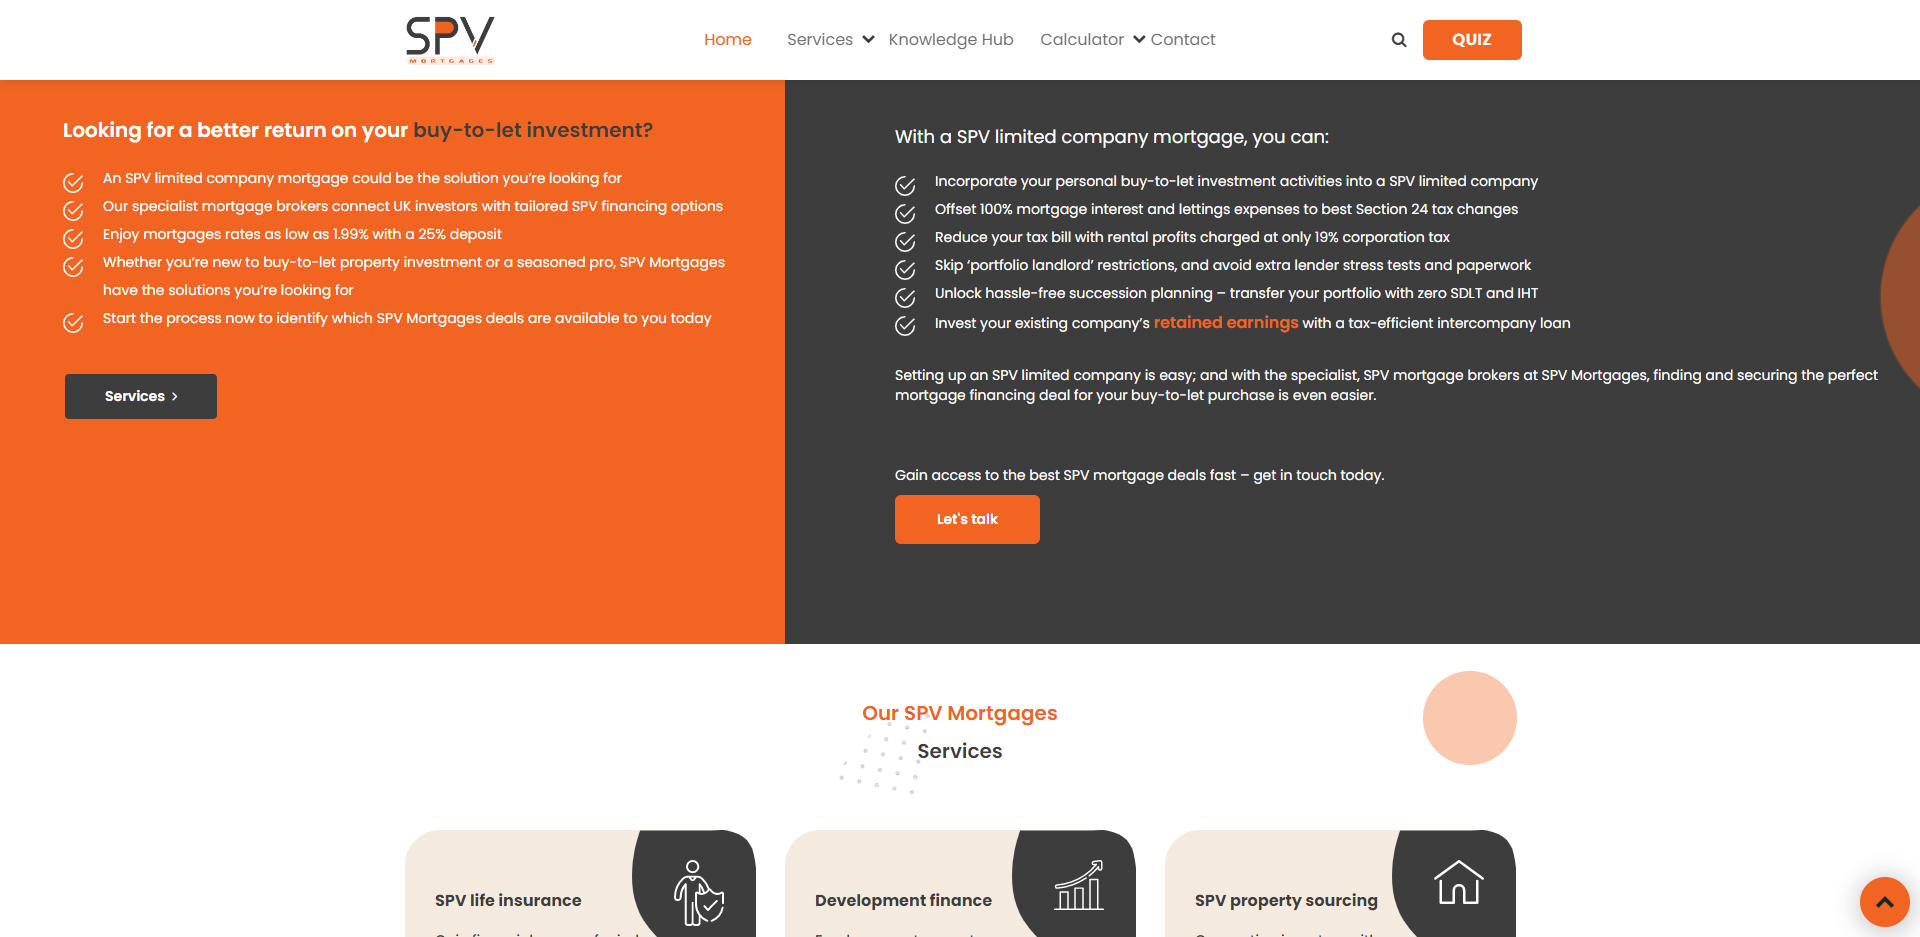 SPV
MORTGAGES
Home
Services
Knowledge Hub
Calculator
Contact
QUIZ
Looking for a better return on your buy-to-let investment?
An SPV limited company mortgage could be the solution you’re looking for
Our specialist mortgage brokers connect UK investors with tailored SPV financing options
Enjoy mortgages rates as low as 1.99% with a 25% deposit
Whether you’re new to buy-to-let property investment or a seasoned pro, SPV Mortgages
have the solutions you’re looking for
Start the process now to identify which SPV Mortgages deals are available to you today
Services
With a SPV limited company mortgage, you can:
Incorporate your personal buy-to-let investment activities into a SPV limited company
Offset 100% mortgage interest and lettings expenses to best Section 24 tax changes
Reduce your tax bill with rental profits charged at only 19% corporation tax
Skip ‘portfolio landlord’ restrictions, and avoid extra lender stress tests and paperwork
Unlock hassle-free succession planning – transfer your portfolio with zero SDLT and IHT
Invest your existing company’s retained earnings with a tax-efficient intercompany loan
Setting up an SPV limited company is easy; and with the specialist, SPV mortgage brokers at SPV Mortgages, finding and securing the perfect
mortgage financing deal for your buy-to-let purchase is even easier.
Gain access to the best SPV mortgage deals fast – get in touch today.
Let's talk
Our SPV Mortgages
Services
SPV life insurance
Development finance
SPV property sourcing